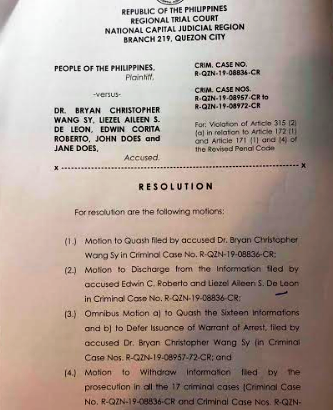 REPUBLIC OF THE PHILIPPINES
REGIONAL TRIAL COURT
NATIONAL CAPITAL JUDICIAL REGION
BRANCH 219, QUEZON CITY
PEOPLE OF THE PHILIPPINES,
Plaintiff,
-versus-
DR. BRYAN CHRISTOPHER
WANG SY, LIEZEL AILEEN S.
DE LEON, EDWIN CORITA
ROBERTO, JOHN DOES and
JANE DOES,
Accused.
CRIM. CASE NO.
R-QZN-19-08836-CR
CRIM. CASE NOS.
R-QZN-19-08957-CR to
R-QZN-19-08972-CR
For: Violation of Article 315 (2)
(a) in relation to Article 172 (1)
and Article 171 (1) and (4) of
the Revised Penal Code
x ---------------------------------------------------------- x
RESOLUTION
For resolution are the following motions:
(1.) Motion to Quash filed by accused Dr. Bryan Christopher
Wang Sy in Criminal Case No. R-QZN-19-08836-CR;
(2.) Motion to Discharge from the Information filed by
accused Edwin C. Roberto and Liezel Aileen S. De Leon
in Criminal Case No. R-QZN-19-08836-CR;
(3.) Omnibus Motion a) to Quash the Sixteen Informations
and b) to Defer Issuance of Warrant of Arrest, filed by
accused Dr. Bryan Christopher Wang Sy (in Criminal
Case Nos. R-QZN-19-08957-72-CR; and
(4.) Motion to Withdraw Information filed by the
prosecution in all the 17 criminal cases (Criminal Case
No. R-QZN-19-08836-CR and Criminal Case Nos. R-QZN-